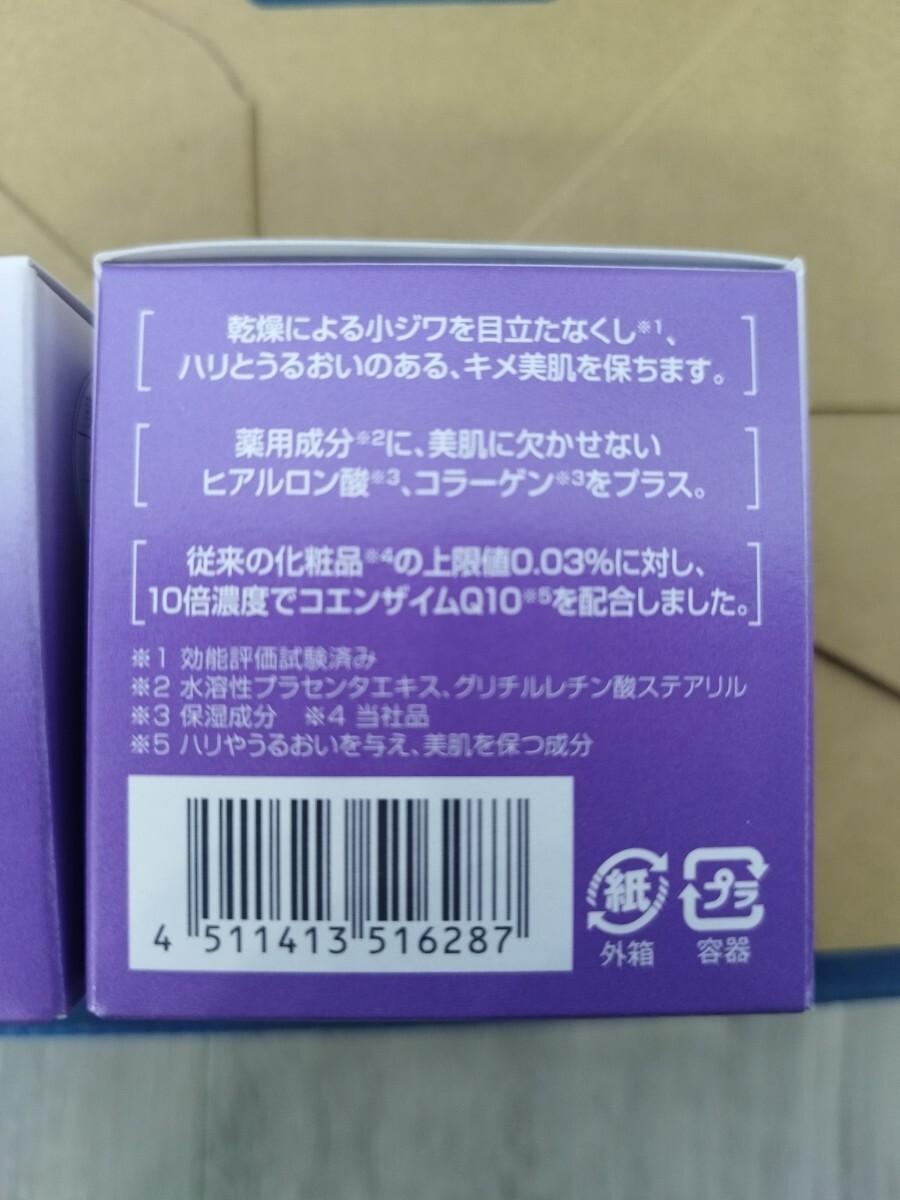 乾燥による小ジワを目立たなくし※1、
ハリとうるおいのある、キメ美肌を保ちます。
薬用成分※2に、美肌に欠かせない
ヒアルロン酸※3、コラーゲン※3をプラス。
従来の化粧品※4の上限値0.03%に対し、
10倍濃度でコエンザイムQ10※5を配合しました。
※1 効能評価試験済み
※2 水溶性プラセンタエキス、グリチルレチン酸ステアリル
※3 保湿成分 ※4 当社品
※5 ハリやうるおいを与え、美肌を保つ成分
4 511413 516287
紙 プラ
外箱 容器